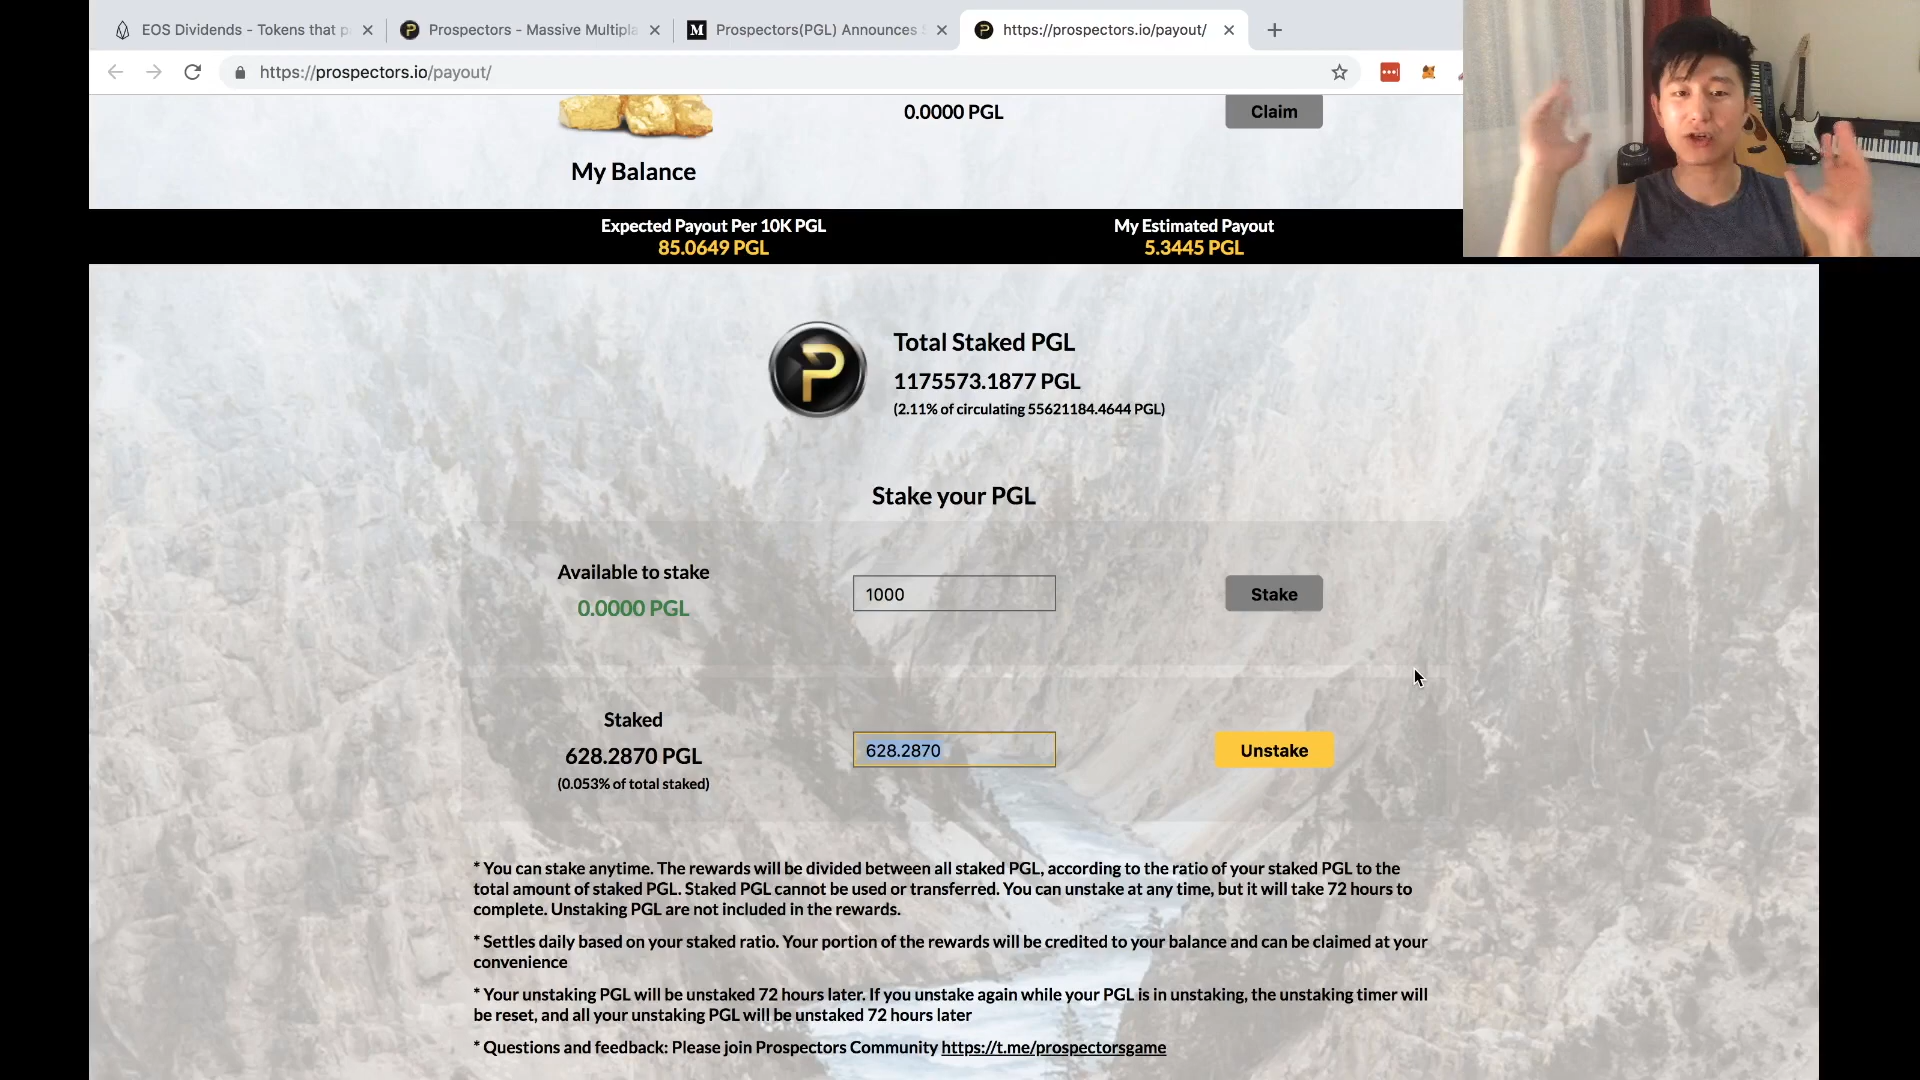 EOS Dividends - Tokens that p
Prospectors - Massive Multipla
Prospectors(PGL) Announces S
https://prospectors.io/payout/
https://prospectors.io/payout/
0.0000 PGL
Claim
My Balance
Expected Payout Per 10K PGL
85.0649 PGL
My Estimated Payout
5.3445 PGL
Total Staked PGL
1175573.1877 PGL
(2.11% of circulating 55621184.4644 PGL)
Stake your PGL
Available to stake
0.0000 PGL
1000
Stake
Staked
628.2870 PGL
(0.053% of total staked)
628.2870
Unstake
* You can stake anytime. The rewards will be divided between all staked PGL, according to the ratio of your staked PGL to the
total amount of staked PGL. Staked PGL cannot be used or transferred. You can unstake at any time, but it will take 72 hours to
complete. Unstaking PGL are not included in the rewards.
* Settles daily based on your staked ratio. Your portion of the rewards will be credited to your balance and can be claimed at your
convenience
* Your unstaking PGL will be unstaked 72 hours later. If you unstake again while your PGL is in unstaking, the unstaking timer will
be reset, and all your unstaking PGL will be unstaked 72 hours later
* Questions and feedback: Please join Prospectors Community https://t.me/prospectorsgame